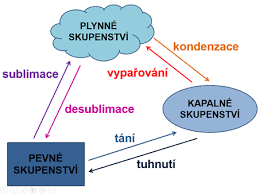 PLYNNÉ
SKUPENSTVÍ
kondenzace
vypařování
sublimace
desublimace
KAPALNÉ
SKUPENSTVÍ
tání
PEVNÉ
SKUPENSTVÍ
tuhnutí